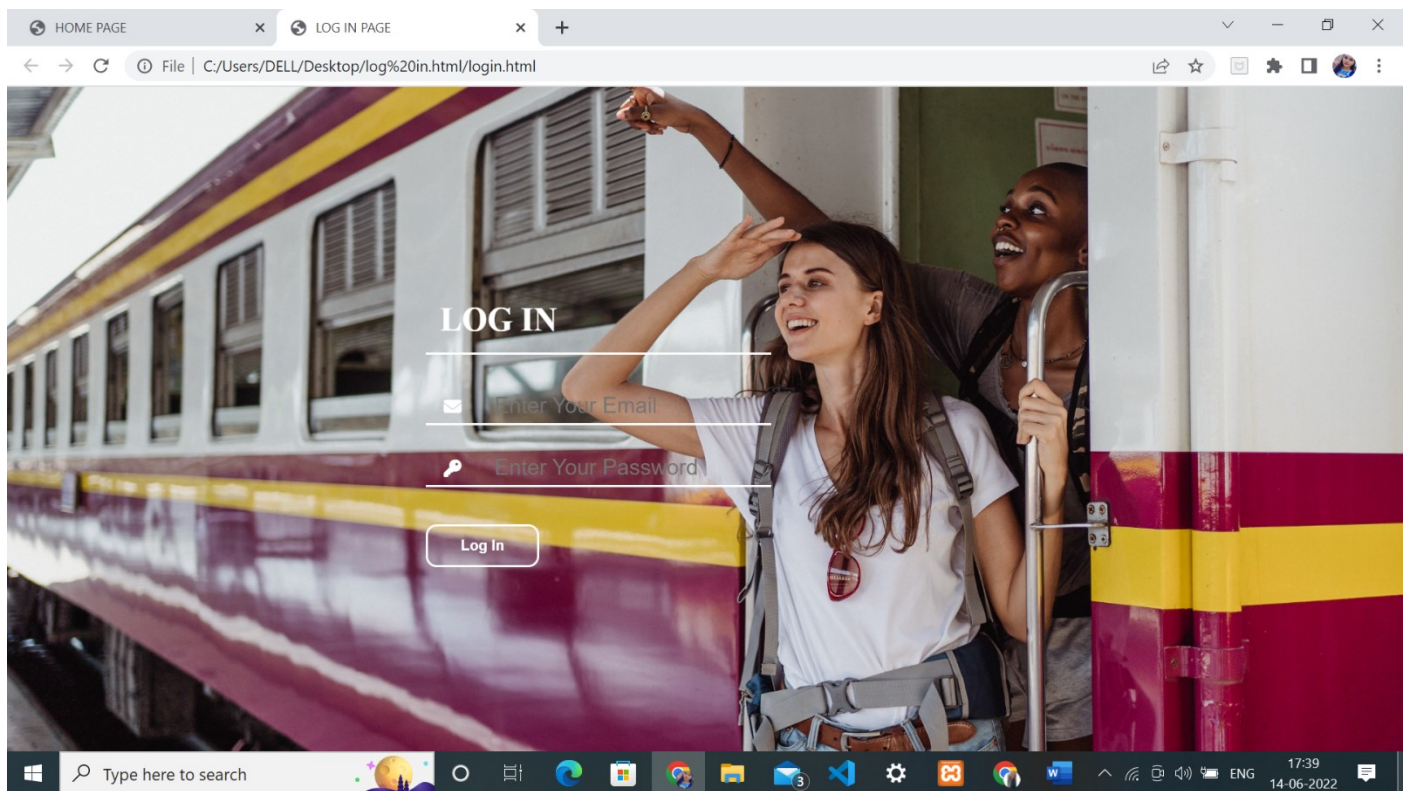 HOME PAGE
LOG IN PAGE
File C:/Users/DELL/Desktop/log%20in.html/login.html
LOG IN
Enter Your Email
Enter Your Password
Log In
Type here to search
3
ENG
17:39
14-06-2022